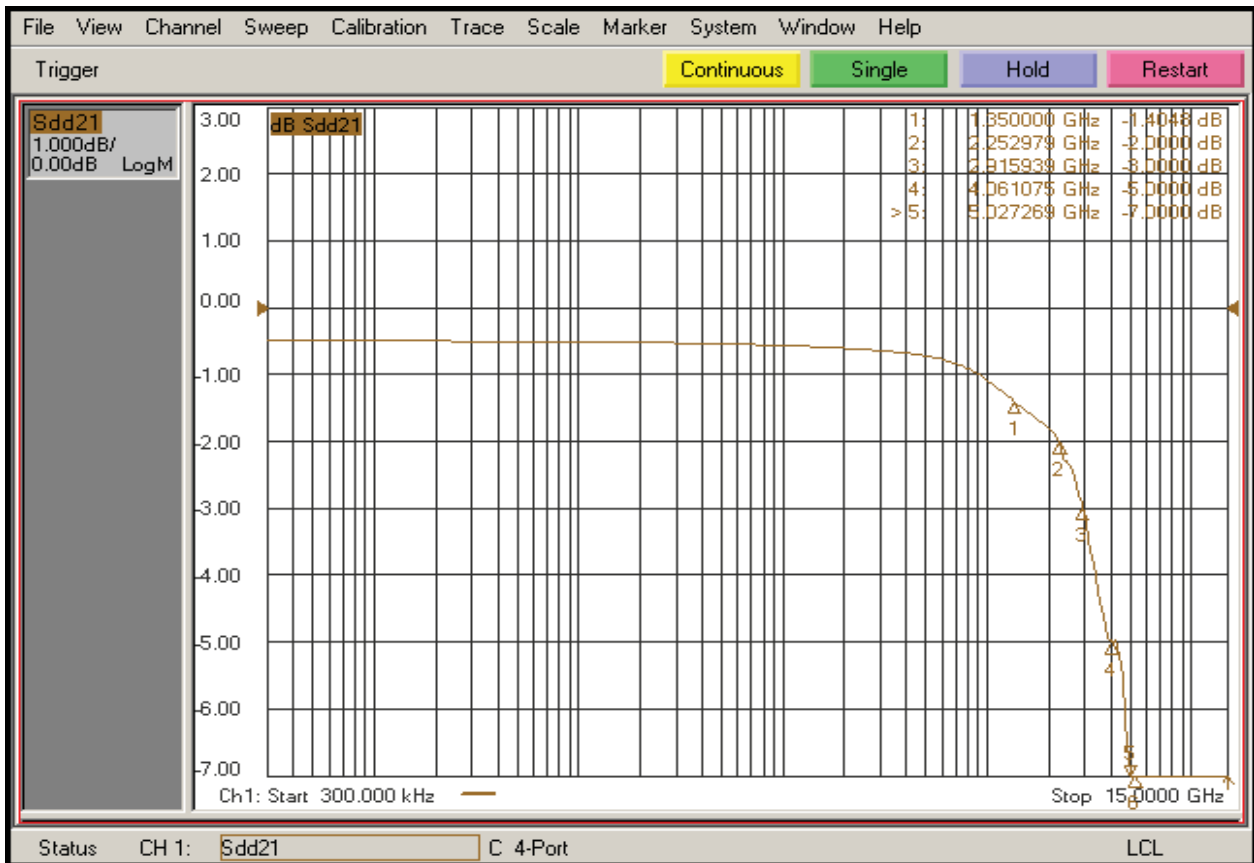 File View Channel Sweep Calibration Trace Scale Marker System Window Help
Trigger Continuous Single Hold Restart
Sdd21
1.000dB/
0.00dB LogM
dB Sdd21
3.00
2.00
1.00
0.00
-1.00
-2.00
-3.00
-4.00
-5.00
-6.00
-7.00
1: 1.350000 GHz -1.4048 dB
2: 2.252979 GHz -2.0000 dB
3: 2.915939 GHz -3.0000 dB
4: 4.061075 GHz -5.0000 dB
>5: 5.027269 GHz -7.0000 dB
1
2
3
4
5
6
Ch1: Start 300.000 kHz
Stop 15.0000 GHz
Status CH 1: Sdd21 C 4-Port LCL